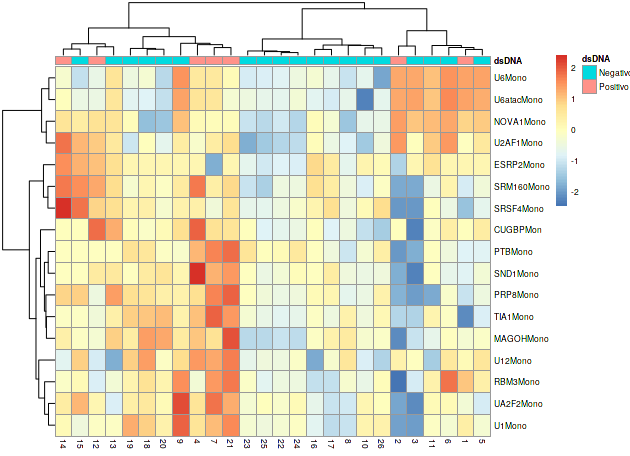 dsDNA
U6Mono
U6atacMono
NOVA1Mono
U2AF1Mono
ESRP2Mono
SRM160Mono
SRSF4Mono
CUGBPMon
PTBMono
SND1Mono
PRP8Mono
TIA1Mono
MAGOHMono
U12Mono
RBM3Mono
UA2F2Mono
U1Mono
14 15 12 13 19 18 20 9 4 7 21 23 25 22 24 16 17 8 10 26 2 3 11 6 1 5
2
1
0
-1
-2
dsDNA
Negativo
Positivo